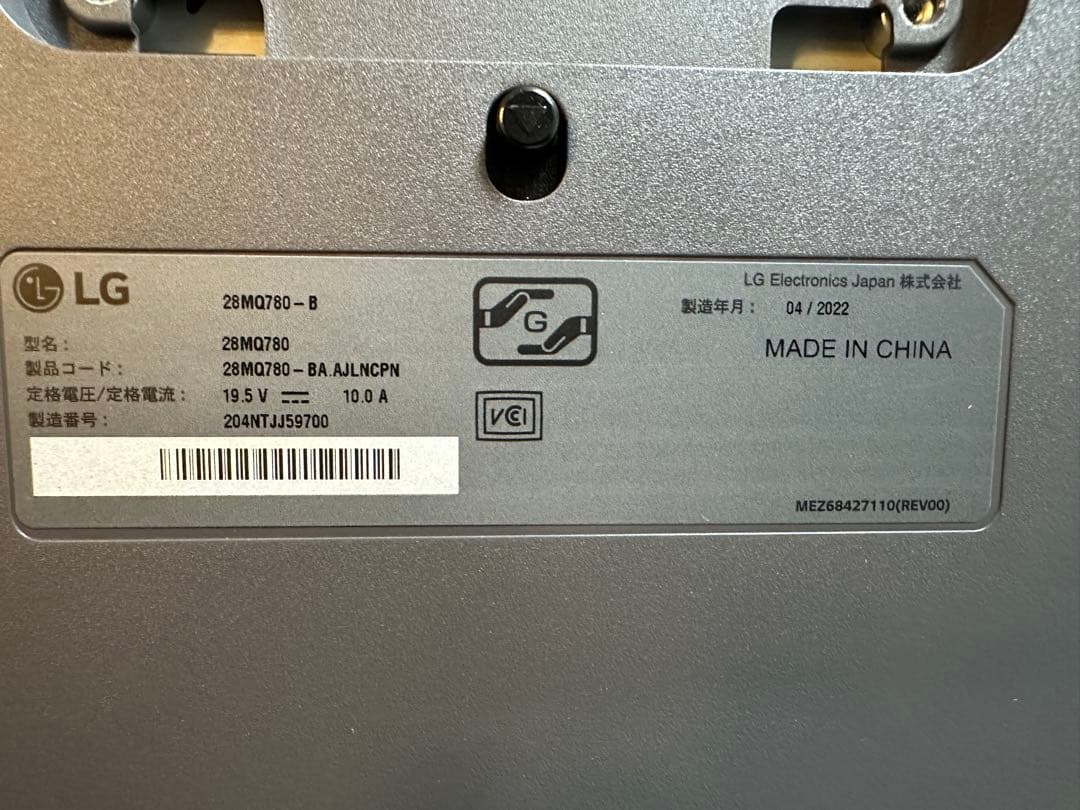 LG
28MQ780-B
型名: 28MQ780
製品コード: 28MQ780-BA.AJLNCPN
定格電圧/定格電流: 19.5 V 10.0 A
製造番号: 204NTJJ59700
G
VCCI
LG Electronics Japan 株式会社
製造年月: 04 / 2022
MADE IN CHINA
MEZ68427110(REV00)